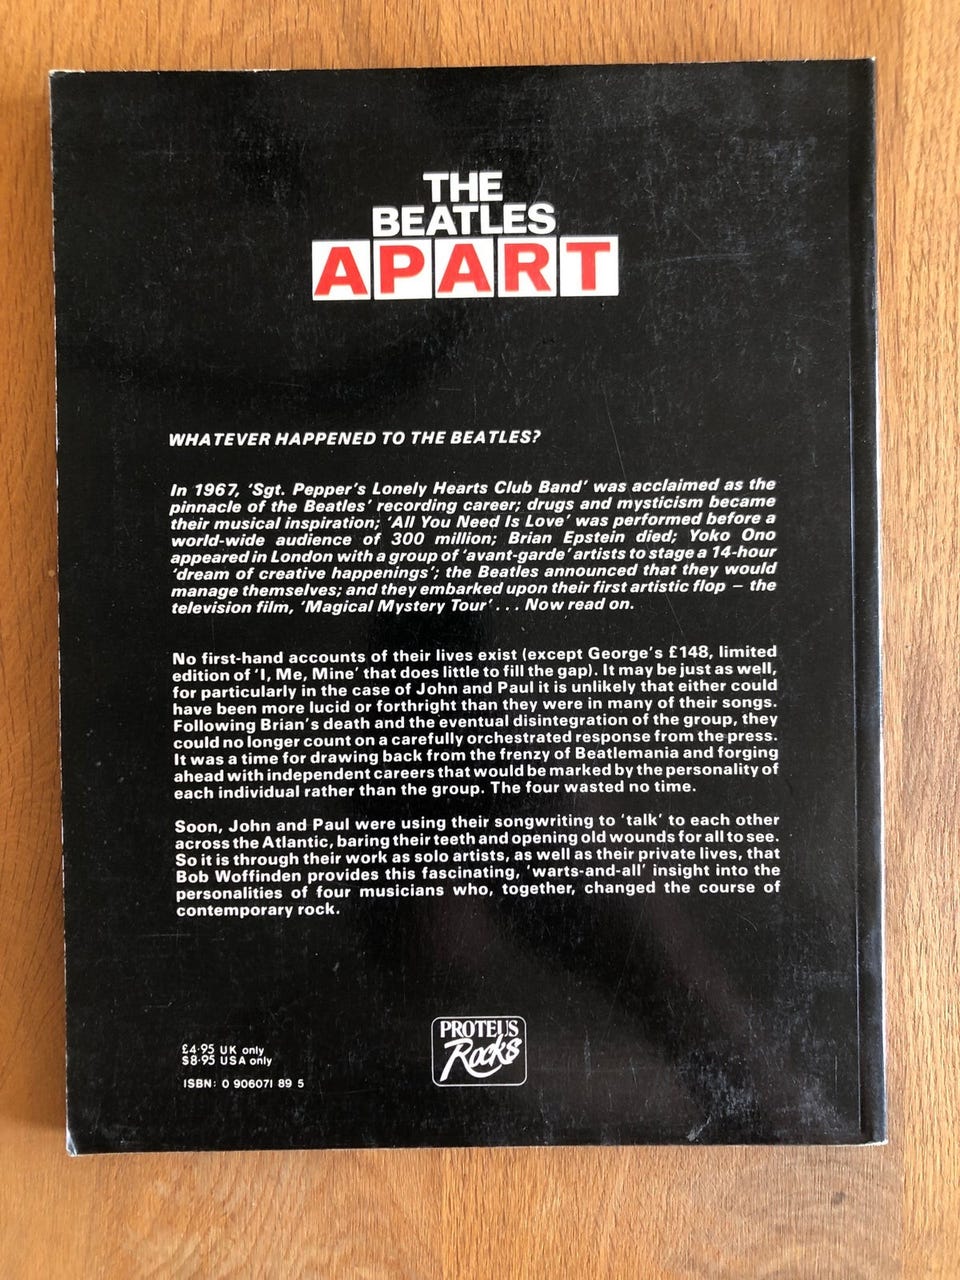 THE
BEATLES
APART
WHATEVER HAPPENED TO THE BEATLES?
In 1967, 'Sgt. Pepper's Lonely Hearts Club Band' was acclaimed as the
pinnacle of the Beatles' recording career; drugs and mysticism became
their musical inspiration; 'All You Need Is Love' was performed before a
world-wide audience of 300 million; Brian Epstein died; Yoko Ono
appeared in London with a group of 'avant-garde' artists to stage a 14-hour
'dream of creative happenings'; the Beatles announced that they would
manage themselves; and they embarked upon their first artistic flop – the
television film, 'Magical Mystery Tour' . . . Now read on.
No first-hand accounts of their lives exist (except George's £148, limited
edition of 'I, Me, Mine' that does little to fill the gap). It may be just as well,
for particularly in the case of John and Paul it is unlikely that either could
have been more lucid or forthright than they were in many of their songs.
Following Brian's death and the eventual disintegration of the group, they
could no longer count on a carefully orchestrated response from the press.
It was a time for drawing back from the frenzy of Beatlemania and forging
ahead with independent careers that would be marked by the personality of
each individual rather than the group. The four wasted no time.
Soon, John and Paul were using their songwriting to 'talk' to each other
across the Atlantic, baring their teeth and opening old wounds for all to see.
So it is through their work as solo artists, as well as their private lives, that
Bob Woffinden provides this fascinating, 'warts-and-all' insight into the
personalities of four musicians who, together, changed the course of
contemporary rock.
PROTEUS
Rocks
£4·95 UK only
$8·95 USA only
ISBN: 0 906071 89 5